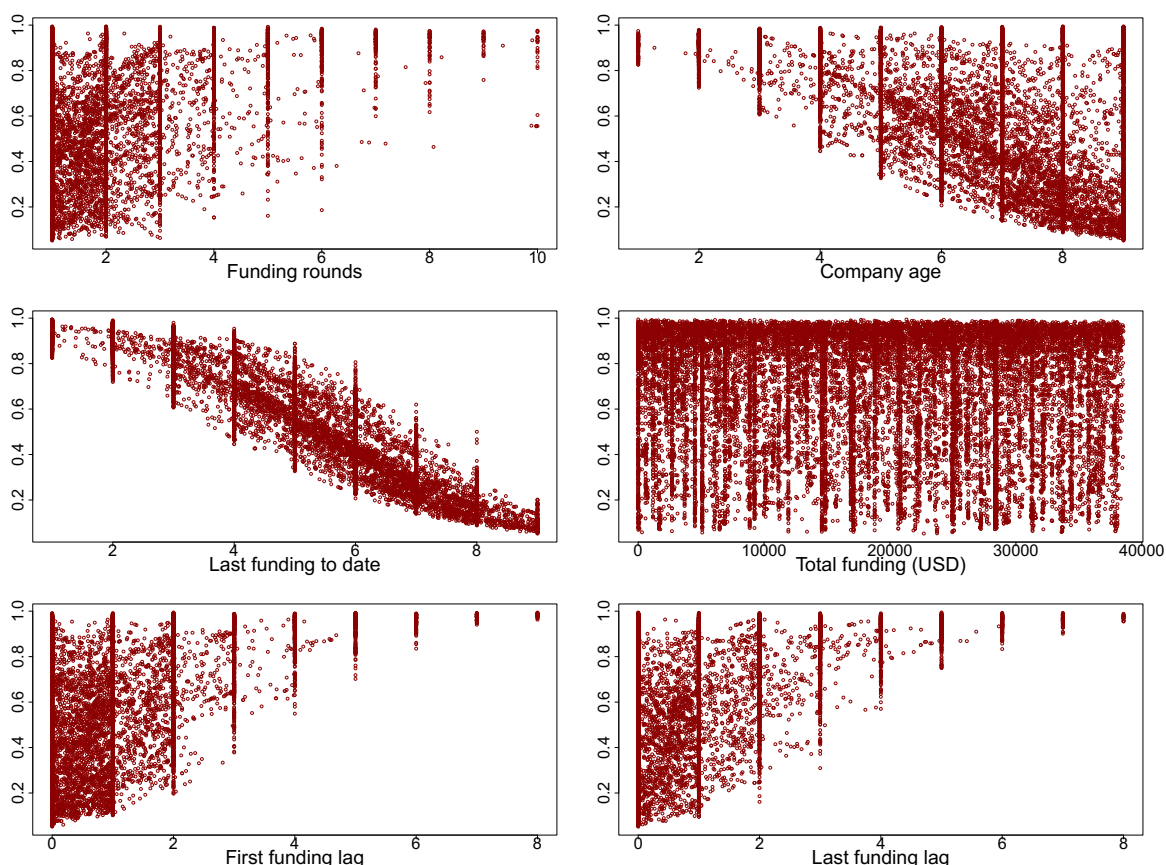 1.0
0.8
0.6
0.4
0.2
2 4 6 8 10
Funding rounds
1.0
0.8
0.6
0.4
0.2
2 4 6 8
Company age
1.0
0.8
0.6
0.4
0.2
2 4 6 8
Last funding to date
1.0
0.8
0.6
0.4
0.2
0 10000 20000 30000 40000
Total funding (USD)
1.0
0.8
0.6
0.4
0.2
0 2 4 6 8
First funding lag
1.0
0.8
0.6
0.4
0.2
0 2 4 6 8
Last funding lag